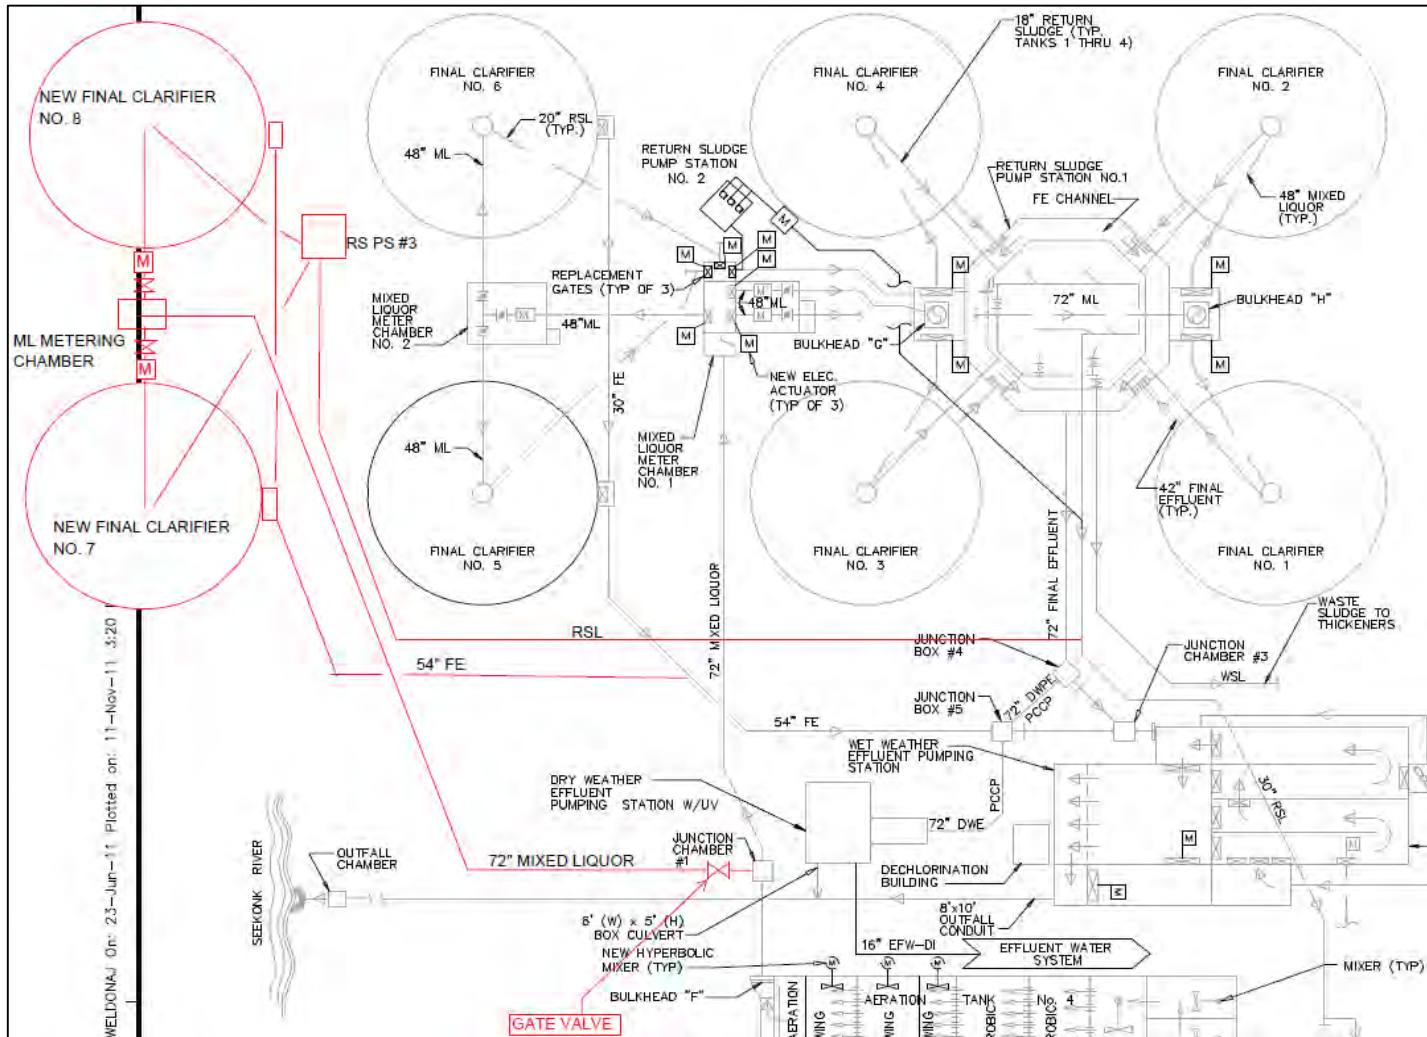 18" RETURN
SLUDGE (TYP.
TANKS 1 THRU 4)
NEW FINAL CLARIFIER
NO. 8
FINAL CLARIFIER
NO. 6
FINAL CLARIFIER
NO. 4
FINAL CLARIFIER
NO. 2
20" RSL
(TYP.)
48" ML
RETURN SLUDGE
PUMP STATION
NO. 2
RETURN SLUDGE
PUMP STATION NO.1
FE CHANNEL
48" MIXED
LIQUOR
(TYP.)
M
M
M
M
M
M
RS PS #3
M
REPLACEMENT
GATES (TYP OF 3)
MIXED
LIQUOR
METER
CHAMBER
NO. 2
48"ML
48"ML
M
M
M
72" ML
BULKHEAD "H"
ML METERING
CHAMBER
M
M
M
BULKHEAD "G"
M
M
M
NEW ELEC.
ACTUATOR
(TYP OF 3)
30" FE
48" ML
MIXED
LIQUOR
METER
CHAMBER
NO. 1
42" FINAL
EFFLUENT
(TYP.)
NEW FINAL CLARIFIER
NO. 7
FINAL CLARIFIER
NO. 5
FINAL CLARIFIER
NO. 3
FINAL CLARIFIER
NO. 1
72" FINAL EFFLUENT
72" MIXED LIQUOR
WASTE
SLUDGE TO
THICKENERS
RSL
JUNCTION
BOX #4
JUNCTION
CHAMBER #3
54" FE
WSL
72" DWPE
PCCP
JUNCTION
BOX #5
54" FE
WET WEATHER
EFFLUENT PUMPING
STATION
DRY WEATHER
EFFLUENT
PUMPING STATION W/UV
PCCP
30" RSL
72" DWE
JUNCTION
CHAMBER
#1
M
M
OUTFALL
CHAMBER
72" MIXED LIQUOR
DECHLORINATION
BUILDING
M
SEEKONK RIVER
8'x10'
OUTFALL
CONDUIT
6' (W) x 5' (H)
BOX CULVERT
16" EFW-DI
EFFLUENT WATER
SYSTEM
NEW HYPERBOLIC
MIXER (TYP)
M
M
M
MIXER (TYP)
BULKHEAD "F"
AERATION TANK No. 4
GATE VALVE
AERATION
WING
WING
WING
WELDONAJ On: 23-Jun-11 Plotted on: 11-Nov-11 3:20